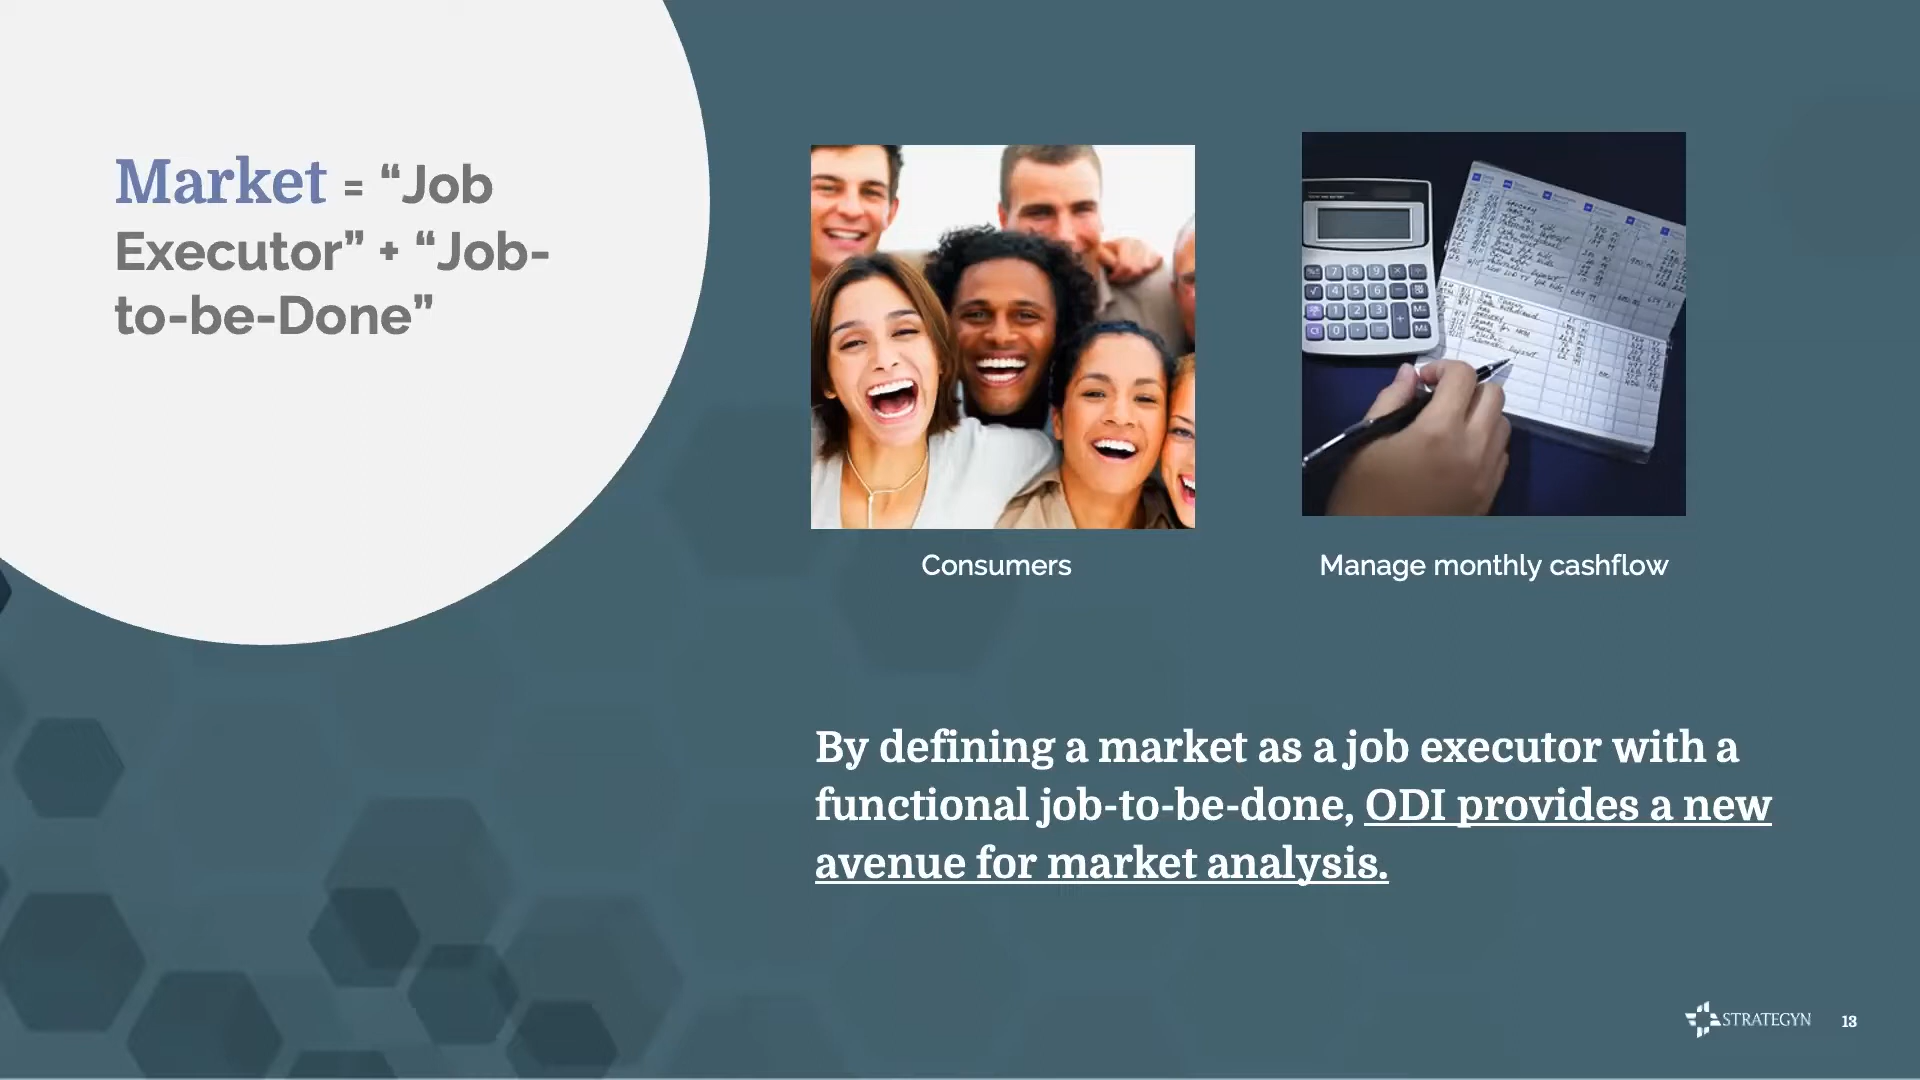 Market = “Job
Executor” + “Job-
to-be-Done”
Consumers
Manage monthly cashflow
By defining a market as a job executor with a
functional job-to-be-done, ODI provides a new
avenue for market analysis.
STRATEGYN
13